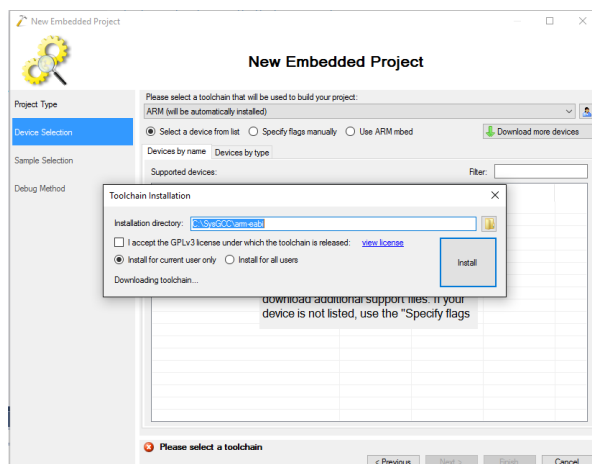 New Embedded Project
New Embedded Project
Project Type
Device Selection
Sample Selection
Debug Method
Please select a toolchain that will be used to build your project:
ARM (will be automatically installed)
Select a device from list Specify flags manually Use ARM mbed
Download more devices
Devices by name Devices by type
Supported devices: Filter:
Toolchain Installation
Installation directory: C:\SysGCC\arm-eabi
I accept the GPLv3 license under which the toolchain is released: view license
Install for current user only Install for all users
Install
Downloading toolchain...
download additional support files. If your
device is not listed, use the "Specify flags
Please select a toolchain
< Previous Next > Finish Cancel